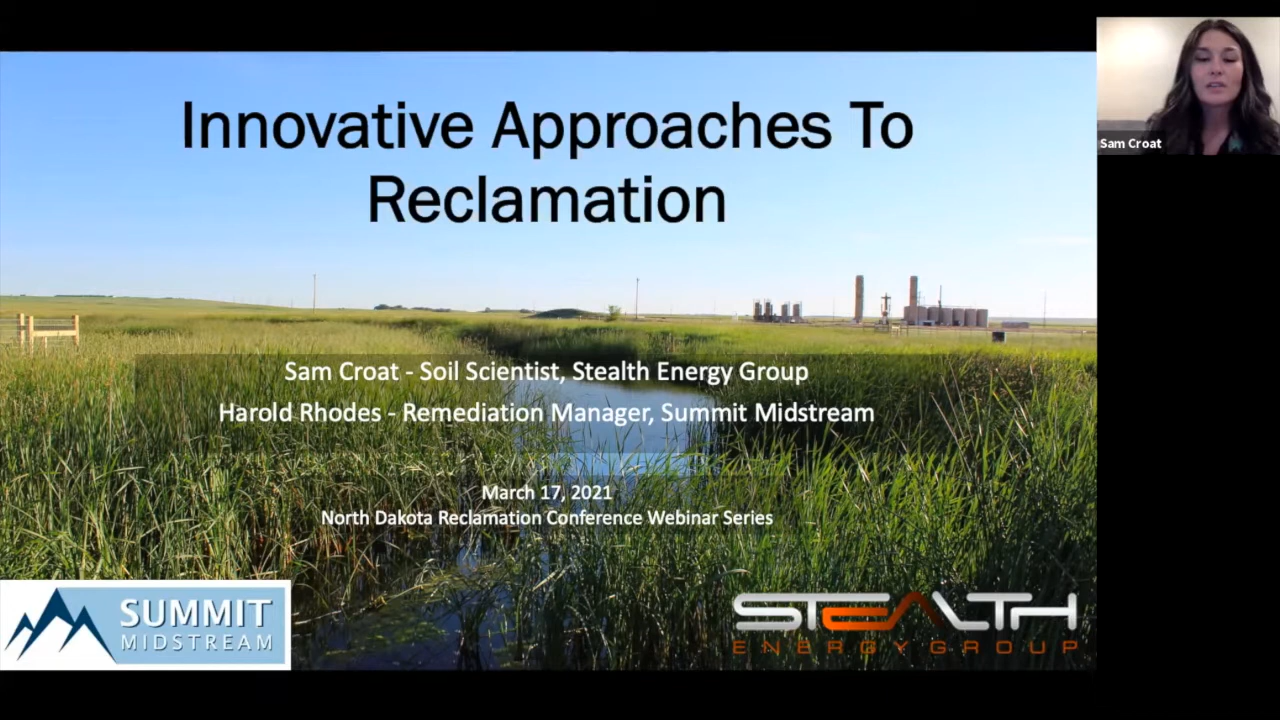 Innovative Approaches To
Reclamation
Sam Croat
Sam Croat - Soil Scientist, Stealth Energy Group
Harold Rhodes - Remediation Manager, Summit Midstream
March 17, 2021
North Dakota Reclamation Conference Webinar Series
SUMMIT
MIDSTREAM
STEALTH
ENERGY GROUP